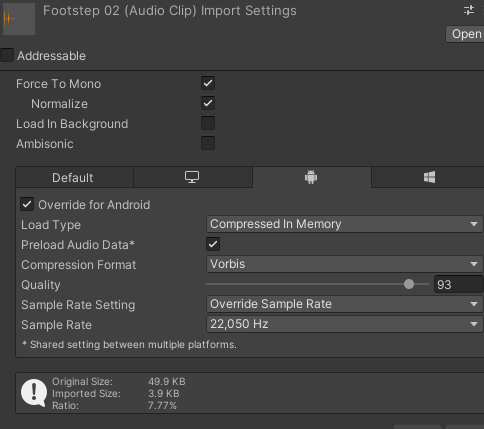 Footstep 02 (Audio Clip) Import Settings
Open
Addressable
Force To Mono
Normalize
Load In Background
Ambisonic
Default
Override for Android
Load Type Compressed In Memory
Preload Audio Data*
Compression Format Vorbis
Quality 93
Sample Rate Setting Override Sample Rate
Sample Rate 22,050 Hz
* Shared setting between multiple platforms.
Original Size: 49.9 KB
Imported Size: 3.9 KB
Ratio: 7.77%